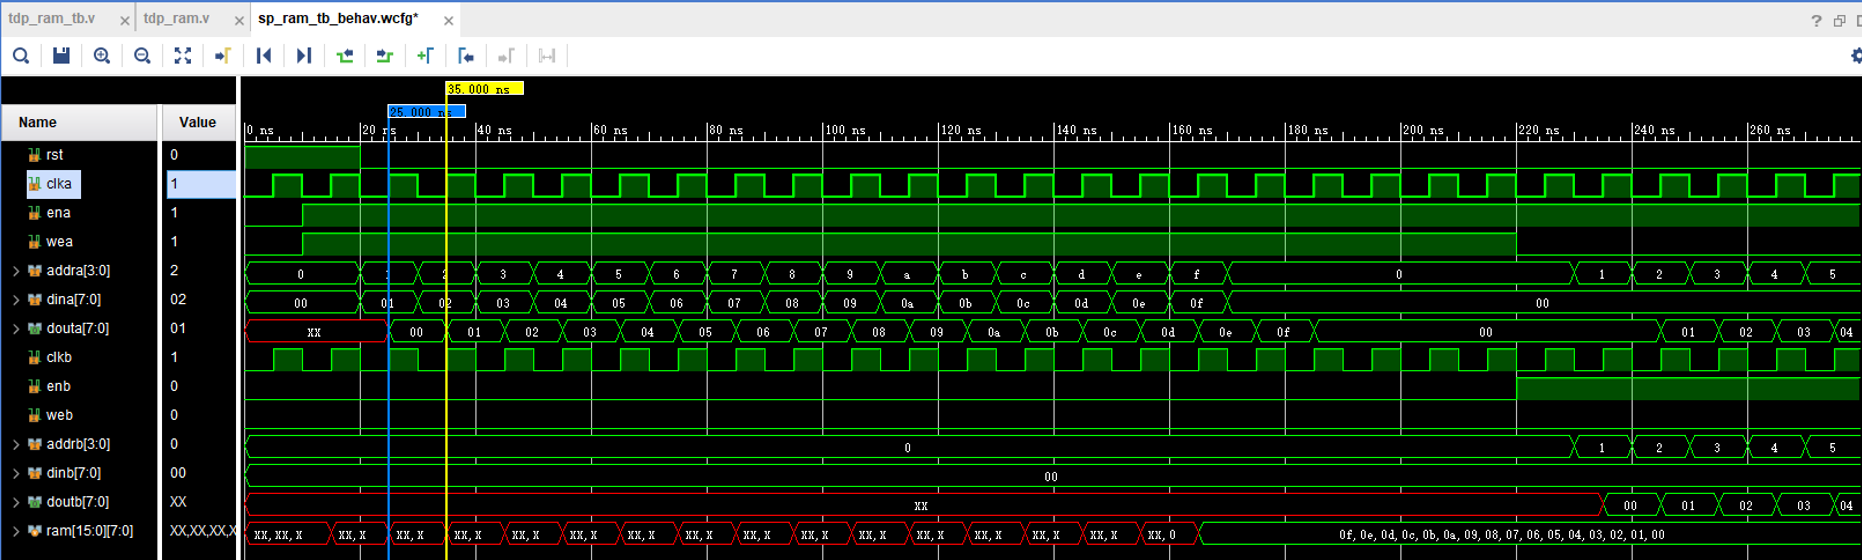 tdp_ram_tb.v × tdp_ram.v × sp_ram_tb_behav.wcfg* × ?
35.000 ns
25.000 ns
Name Value 0 ns 20 ns 40 ns 60 ns 80 ns 100 ns 120 ns 140 ns 160 ns 180 ns 200 ns 220 ns 240 ns 260 ns
rst 0
clka 1
ena 1
wea 1
addra[3:0] 2 0 1 2 3 4 5 6 7 8 9 a b c d e f 0 1 2 3 4 5
dina[7:0] 02 00 01 02 03 04 05 06 07 08 09 0a 0b 0c 0d 0e 0f 00
douta[7:0] 01 XX 00 01 02 03 04 05 06 07 08 09 0a 0b 0c 0d 0e 0f 00 01 02 03 04
clkb 1
enb 0
web 0
addrb[3:0] 0 0 1 2 3 4 5
dinb[7:0] 00 00
doutb[7:0] XX XX 00 01 02 03 04
ram[15:0][7:0] XX,XX,XX,X XX, XX, X XX, X XX, X XX, X XX, X XX, X XX, X XX, X XX, X XX, X XX, X XX, X XX, X XX, X XX, X XX, 0 0f, 0e, 0d, 0c, 0b, 0a, 09, 08, 07, 06, 05, 04, 03, 02, 01, 00